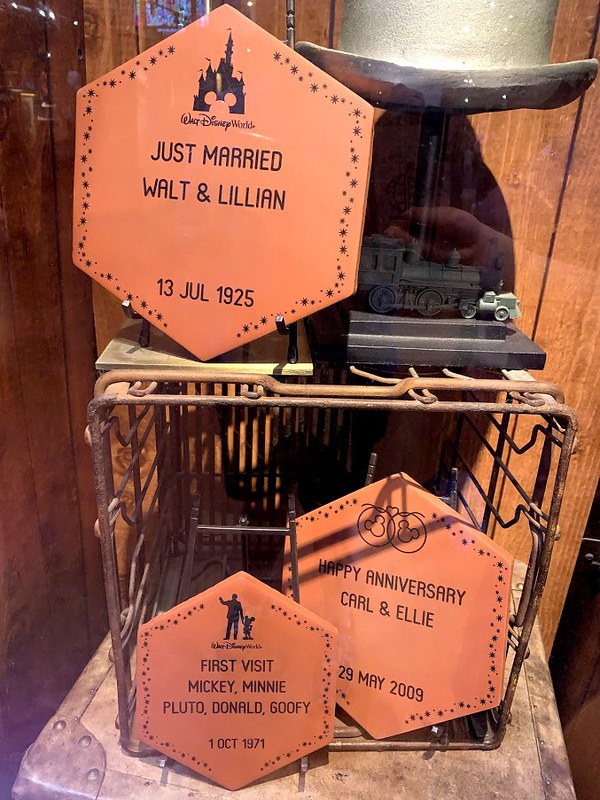 Walt Disney World
JUST MARRIED
WALT & LILLIAN
13 JUL 1925
HAPPY ANNIVERSARY
CARL & ELLIE
29 MAY 2009
Walt Disney World
FIRST VISIT
MICKEY, MINNIE
PLUTO, DONALD, GOOFY
1 OCT 1971